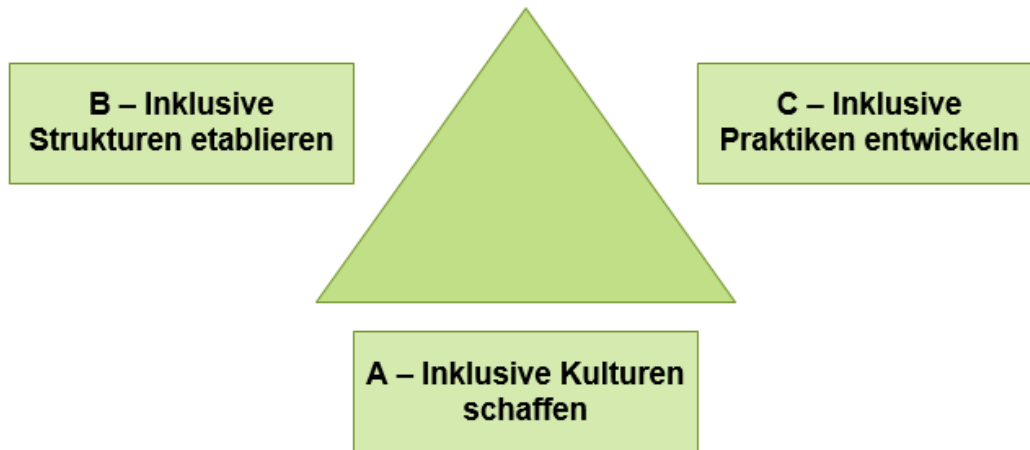 B – Inklusive
Strukturen etablieren
C – Inklusive
Praktiken entwickeln
A – Inklusive Kulturen
schaffen